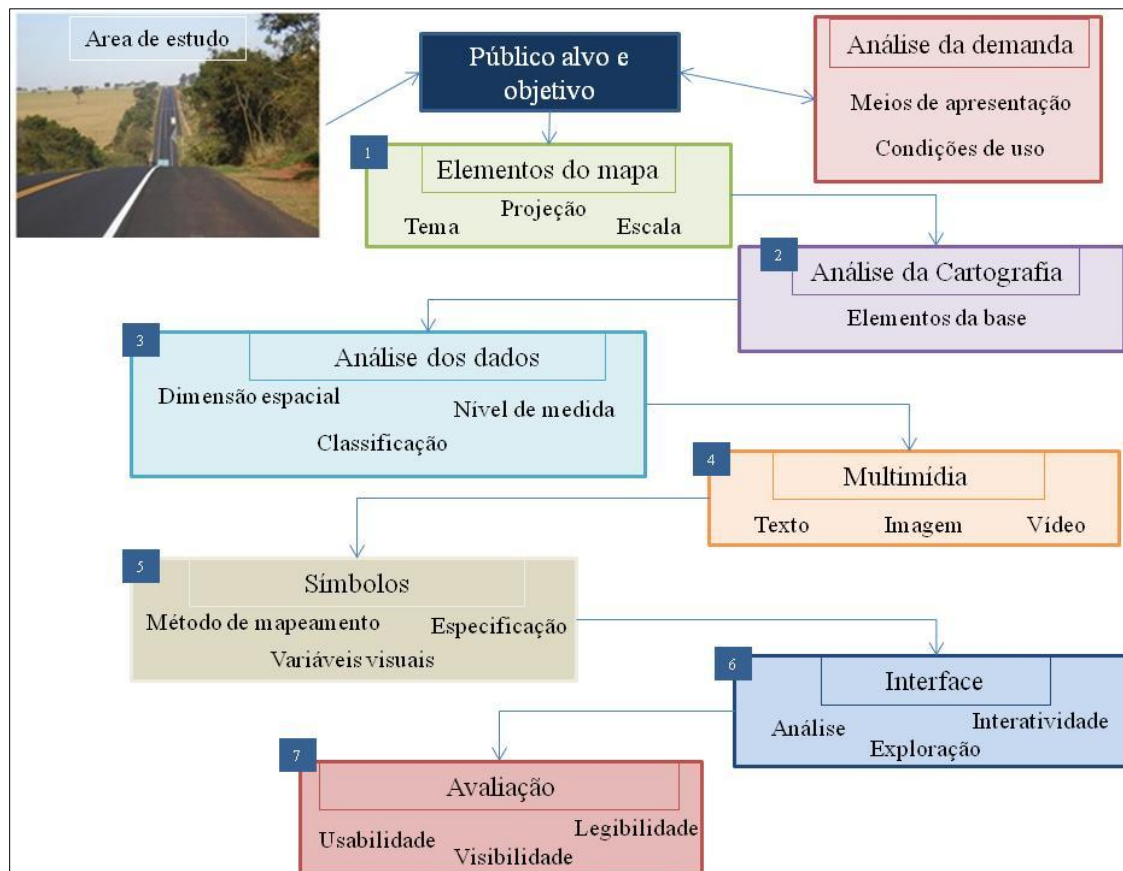 Area de estudo
Público alvo e
objetivo
Análise da demanda
Meios de apresentação
Condições de uso
1
Elementos do mapa
Projeção
Tema
Escala
2
Análise da Cartografia
Elementos da base
3
Análise dos dados
Dimensão espacial
Nível de medida
Classificação
4
Multimídia
Texto
Imagem
Vídeo
5
Símbolos
Método de mapeamento
Especificação
Variáveis visuais
6
Interface
Análise
Interatividade
Exploração
7
Avaliação
Usabilidade
Legibilidade
Visibilidade